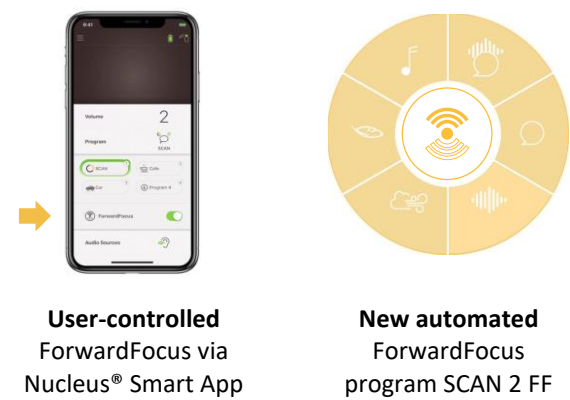 9:41
Volume
2
Program
SCAN
SCAN
Cafe
Car
Program 4
ForwardFocus
Audio Sources
User-controlled
ForwardFocus via
Nucleus® Smart App
New automated
ForwardFocus
program SCAN 2 FF